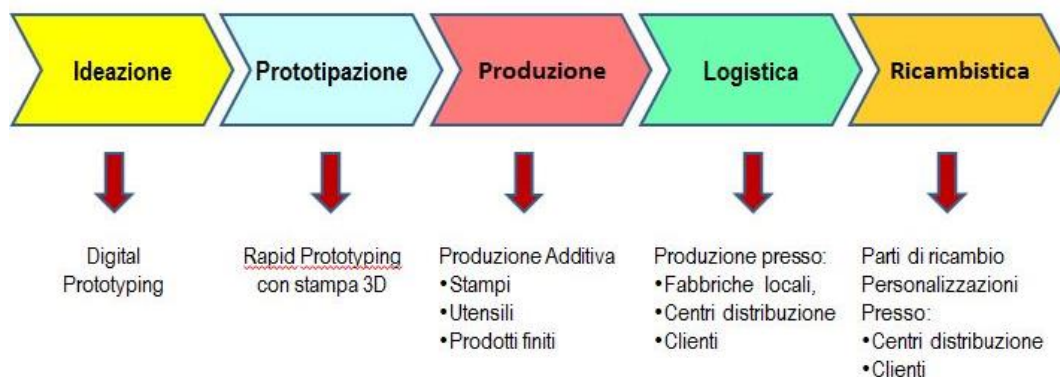 Ideazione
Prototipazione
Produzione
Logistica
Ricambistica
Digital
Prototyping
Rapid Prototyping
con stampa 3D
Produzione Additiva
•Stampi
•Utensili
•Prodotti finiti
Produzione presso:
•Fabbriche locali,
•Centri distribuzione
•Clienti
Parti di ricambio
Personalizzazioni
Presso:
•Centri distribuzione
•Clienti